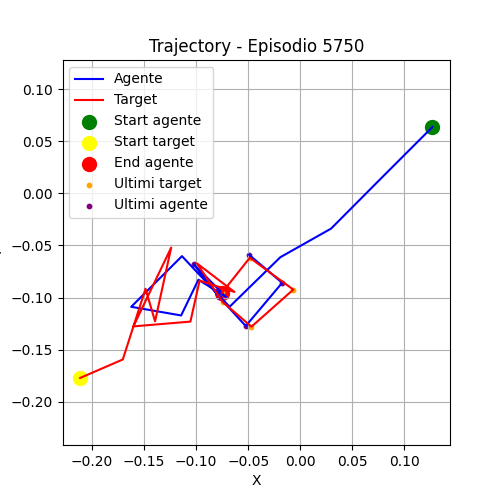 Trajectory - Episodio 5750
Agente
Target
Start agente
Start target
End agente
Ultimi target
Ultimi agente
0.10
0.05
0.00
−0.05
−0.10
−0.15
−0.20
−0.20
−0.15
−0.10
−0.05
0.00
0.05
0.10
X